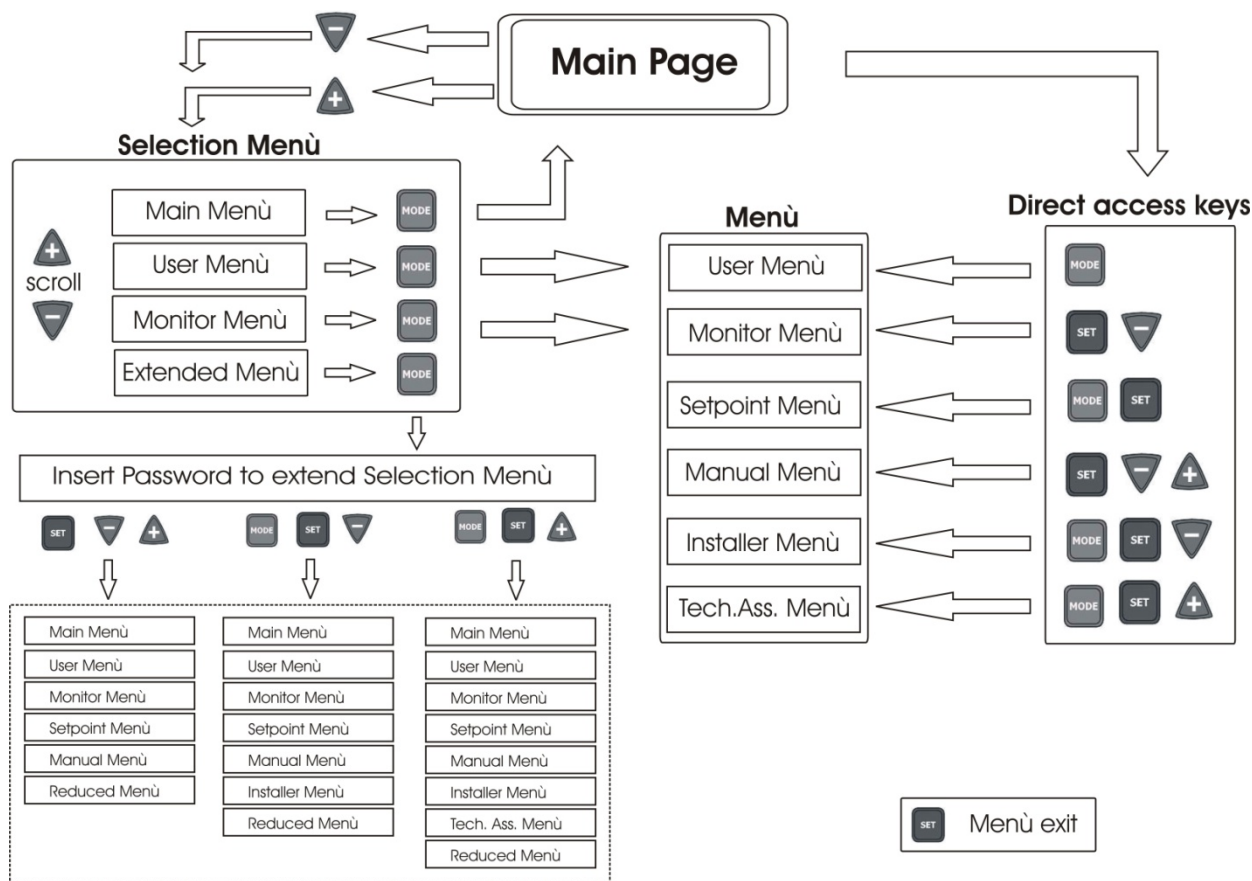 −
Main Page
+
Selection Menù
Main Menù
MODE
+
scroll
−
User Menù
MODE
Monitor Menù
MODE
Extended Menù
MODE
Insert Password to extend Selection Menù
SET − +
MODE SET −
MODE SET +
Main Menù
User Menù
Monitor Menù
Setpoint Menù
Manual Menù
Reduced Menù
Main Menù
User Menù
Monitor Menù
Setpoint Menù
Manual Menù
Installer Menù
Reduced Menù
Main Menù
User Menù
Monitor Menù
Setpoint Menù
Manual Menù
Installer Menù
Tech. Ass. Menù
Reduced Menù
Menù
User Menù
Monitor Menù
Setpoint Menù
Manual Menù
Installer Menù
Tech.Ass. Menù
Direct access keys
MODE
SET −
MODE SET
SET − +
MODE SET −
MODE SET +
SET Menù exit